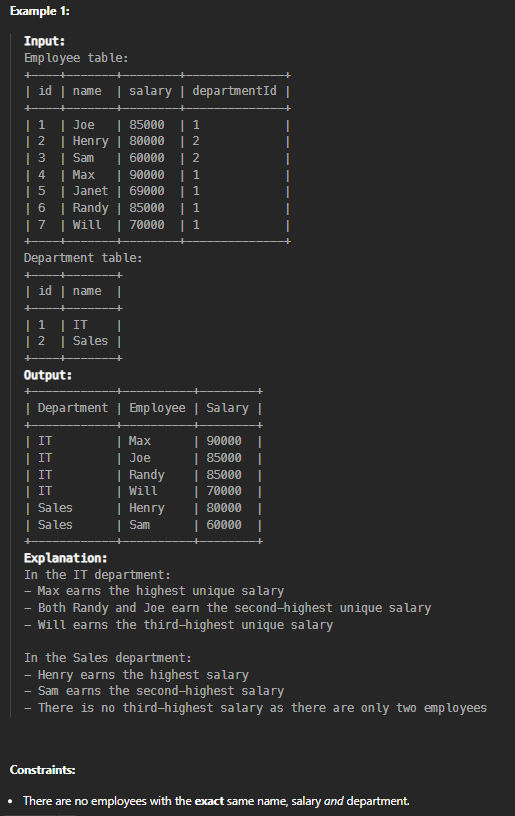 Example 1:
Input:
Employee table:
+----+-------+--------+--------------+
| id | name  | salary | departmentId |
+----+-------+--------+--------------+
| 1  | Joe   | 85000  | 1            |
| 2  | Henry | 80000  | 2            |
| 3  | Sam   | 60000  | 2            |
| 4  | Max   | 90000  | 1            |
| 5  | Janet | 69000  | 1            |
| 6  | Randy | 85000  | 1            |
| 7  | Will  | 70000  | 1            |
+----+-------+--------+--------------+
Department table:
+----+-------+
| id | name  |
+----+-------+
| 1  | IT    |
| 2  | Sales |
+----+-------+
Output:
+------------+----------+--------+
| Department | Employee | Salary |
+------------+----------+--------+
| IT         | Max      | 90000  |
| IT         | Joe      | 85000  |
| IT         | Randy    | 85000  |
| IT         | Will     | 70000  |
| Sales      | Henry    | 80000  |
| Sales      | Sam      | 60000  |
+------------+----------+--------+
Explanation:
In the IT department:
- Max earns the highest unique salary
- Both Randy and Joe earn the second-highest unique salary
- Will earns the third-highest unique salary
In the Sales department:
- Henry earns the highest salary
- Sam earns the second-highest salary
- There is no third-highest salary as there are only two employees
Constraints:
• There are no employees with the exact same name, salary and department.